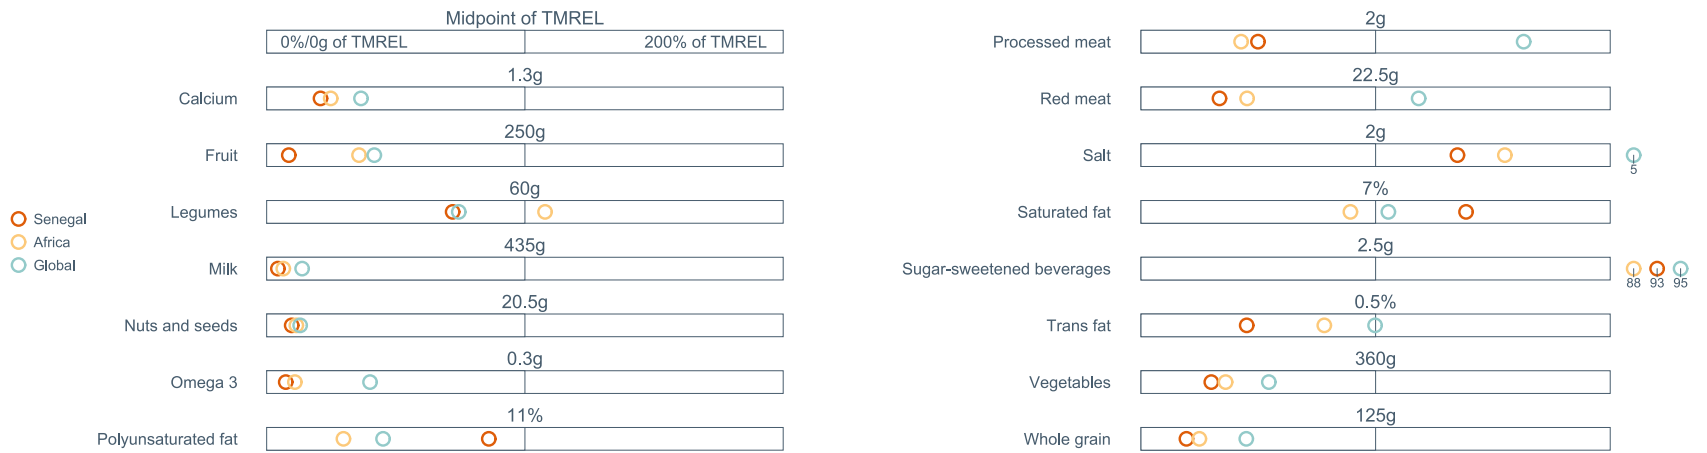 Midpoint of TMREL
0%/0g of TMREL 200% of TMREL
1.3g
Calcium
250g
Fruit
60g
Legumes
435g
Milk
20.5g
Nuts and seeds
0.3g
Omega 3
11%
Polyunsaturated fat
Senegal
Africa
Global
2g
Processed meat
22.5g
Red meat
2g
Salt
5
7%
Saturated fat
2.5g
Sugar-sweetened beverages
88 93 95
0.5%
Trans fat
360g
Vegetables
125g
Whole grain